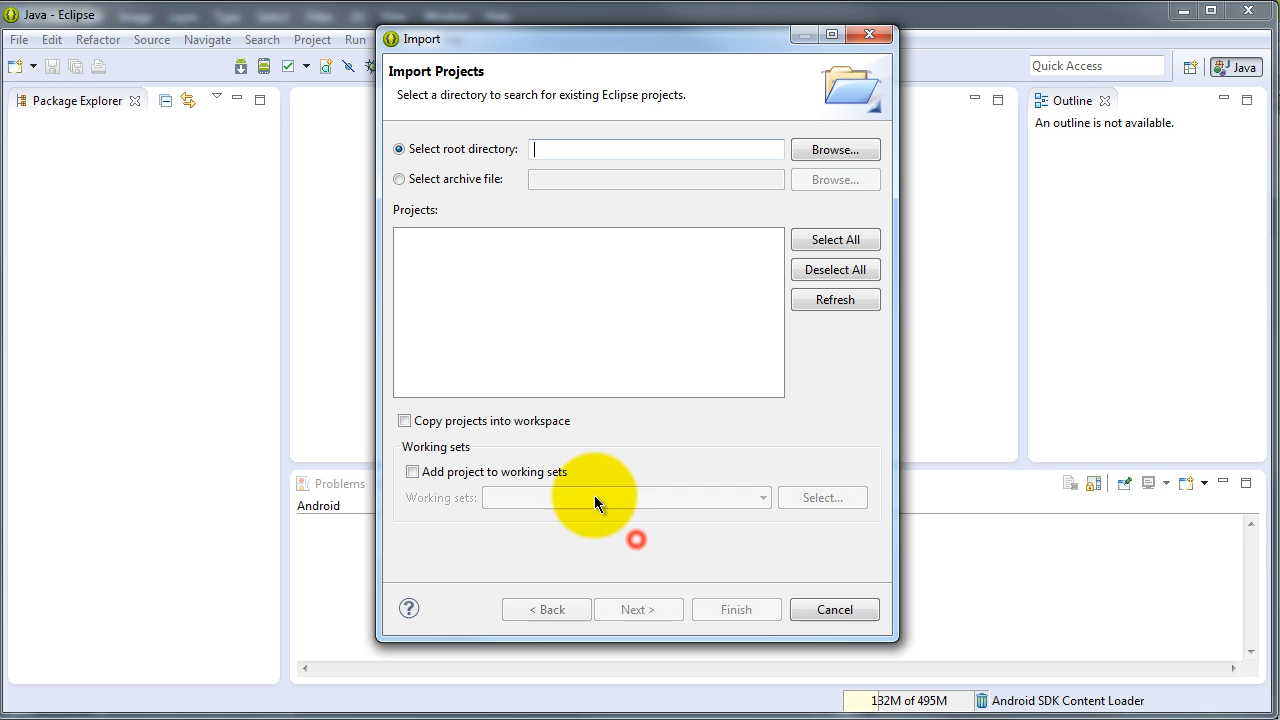 Java - Eclipse
File Edit Refactor Source Navigate Search Project Run
Quick Access
Java
Package Explorer
Import
Import Projects
Select a directory to search for existing Eclipse projects.
Select root directory:
Browse...
Select archive file:
Browse...
Projects:
Select All
Deselect All
Refresh
Copy projects into workspace
Working sets
Add project to working sets
Working sets:
Select...
< Back
Next >
Finish
Cancel
Outline
An outline is not available.
Problems
Android
132M of 495M
Android SDK Content Loader